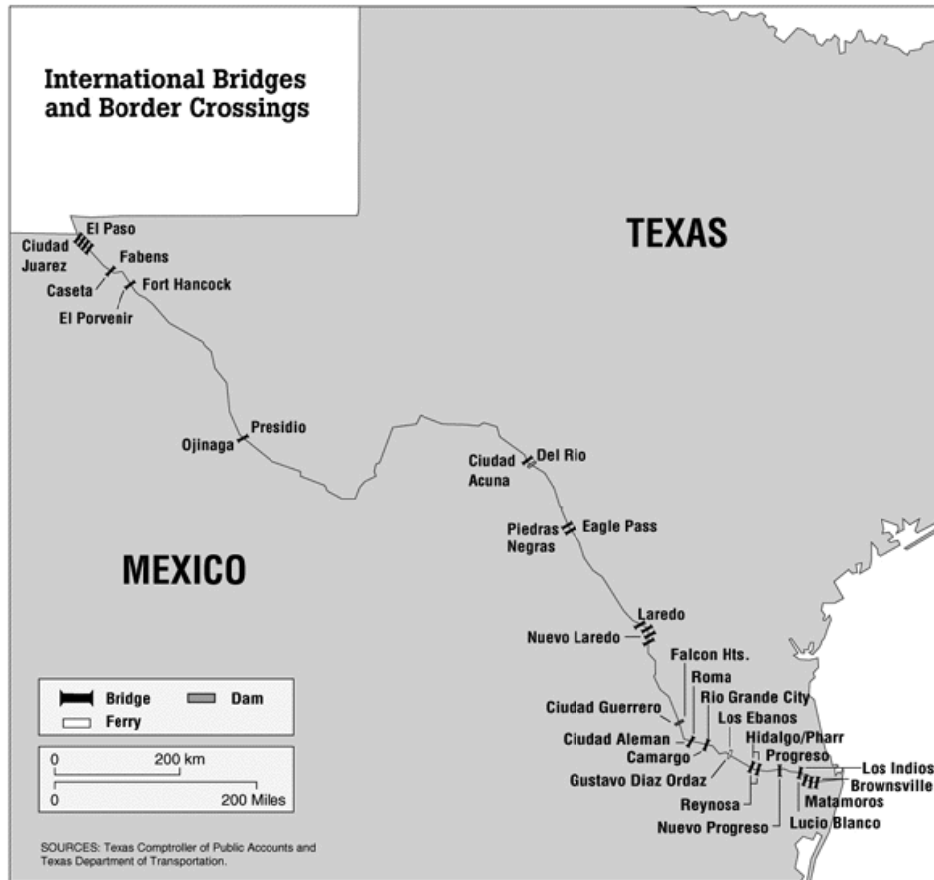 International Bridges
and Border Crossings
TEXAS
El Paso
Ciudad
Juarez
Fabens
Caseta
Fort Hancock
El Porvenir
Presidio
Ojinaga
Ciudad
Acuna
Del Rio
Piedras
Negras
Eagle Pass
MEXICO
Laredo
Nuevo Laredo
Falcon Hts.
Roma
Rio Grande City
Ciudad Guerrero
Los Ebanos
Ciudad Aleman
Hidalgo/Pharr
Camargo
Progreso
Los Indios
Gustavo Diaz Ordaz
Brownsville
Reynosa
Matamoros
Nuevo Progreso
Lucio Blanco
Bridge
Dam
Ferry
0
200 km
0
200 Miles
SOURCES: Texas Comptroller of Public Accounts and
Texas Department of Transportation.